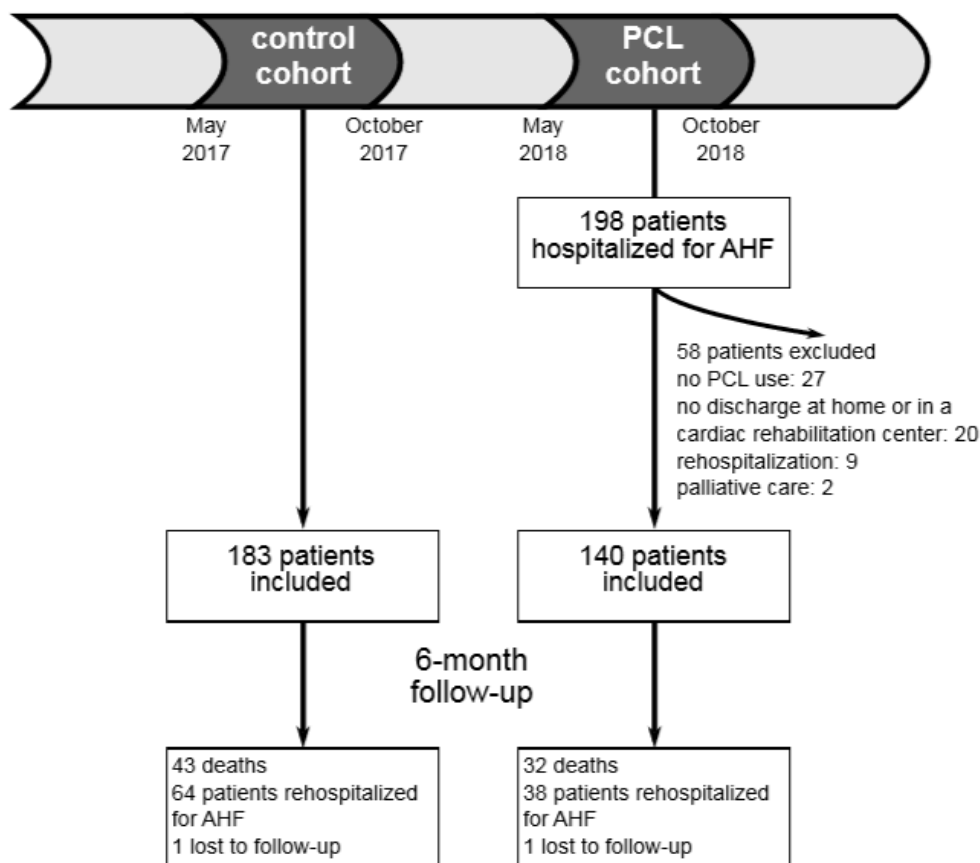 control
cohort
PCL
cohort
May
2017
October
2017
May
2018
October
2018
198 patients
hospitalized for AHF
58 patients excluded
no PCL use: 27
no discharge at home or in a
cardiac rehabilitation center: 20
rehospitalization: 9
palliative care: 2
183 patients
included
140 patients
included
6-month
follow-up
43 deaths
64 patients rehospitalized
for AHF
1 lost to follow-up
32 deaths
38 patients rehospitalized
for AHF
1 lost to follow-up